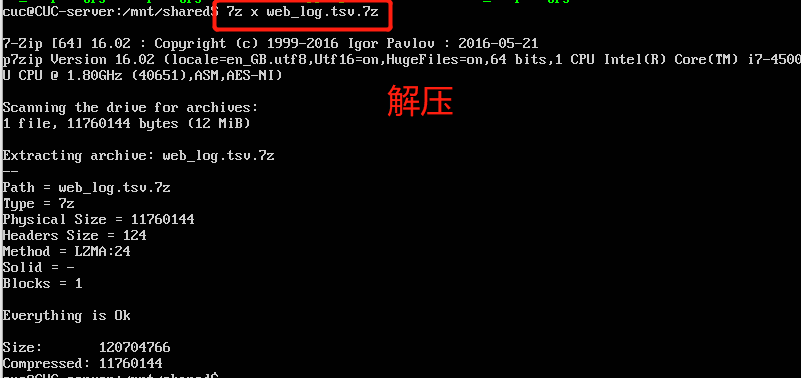 cuc@CUC-server:/mnt/shared$ 7z x web_log.tsv.7z
7-Zip [64] 16.02 : Copyright (c) 1999-2016 Igor Pavlov : 2016-05-21
p7zip Version 16.02 (locale=en_GB.utf8,Utf16=on,HugeFiles=on,64 bits,1 CPU Intel(R) Core(TM) i7-4500
U CPU @ 1.80GHz (40651),ASM,AES-NI)
Scanning the drive for archives:
1 file, 11760144 bytes (12 MiB)
解压
Extracting archive: web_log.tsv.7z
--
Path = web_log.tsv.7z
Type = 7z
Physical Size = 11760144
Headers Size = 124
Method = LZMA:24
Solid = -
Blocks = 1
Everything is Ok
Size:       120704766
Compressed: 11760144
cuc@CUC-server:/mnt/shared$